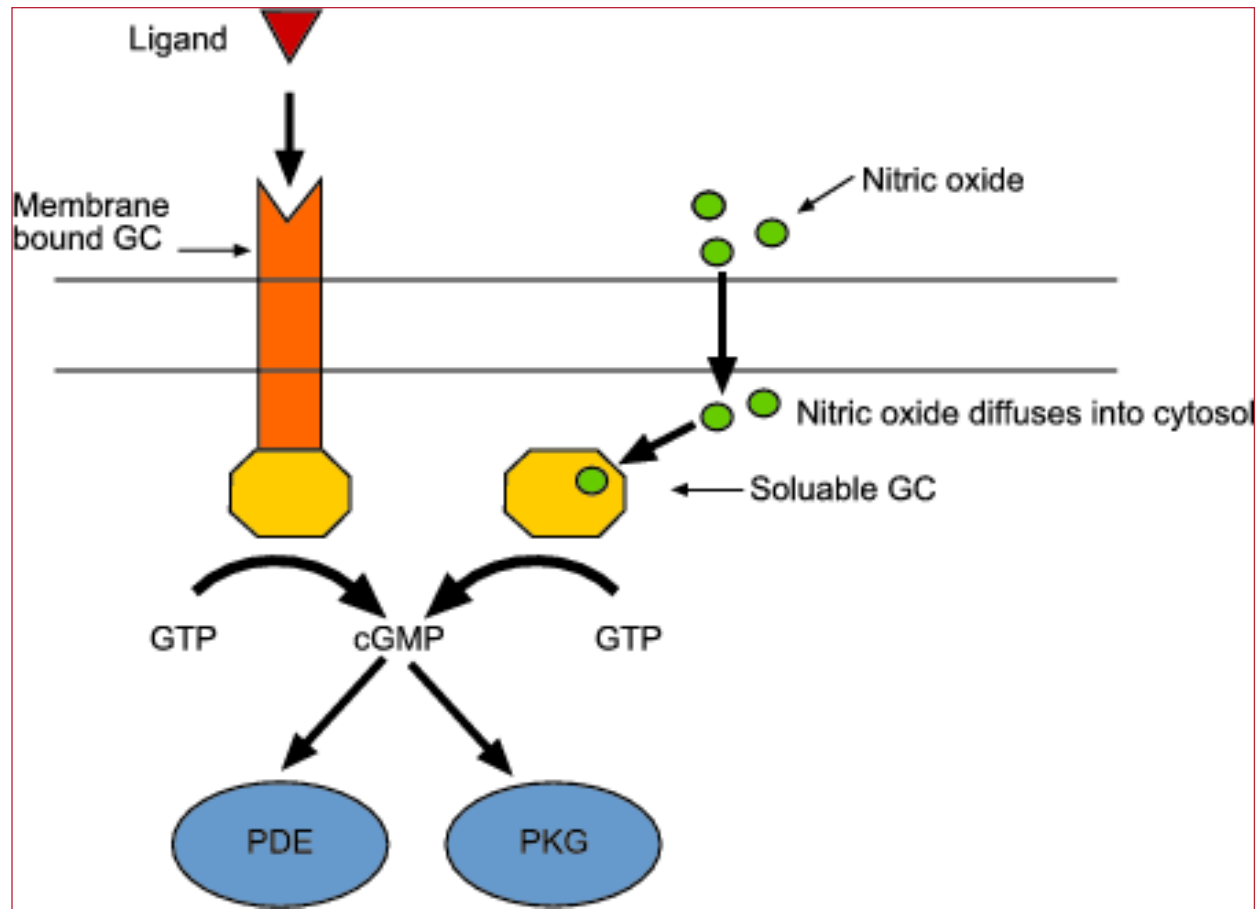 Ligand
Nitric oxide
Membrane
bound GC
Nitric oxide diffuses into cytosol
Soluable GC
GTP
cGMP
GTP
PDE
PKG